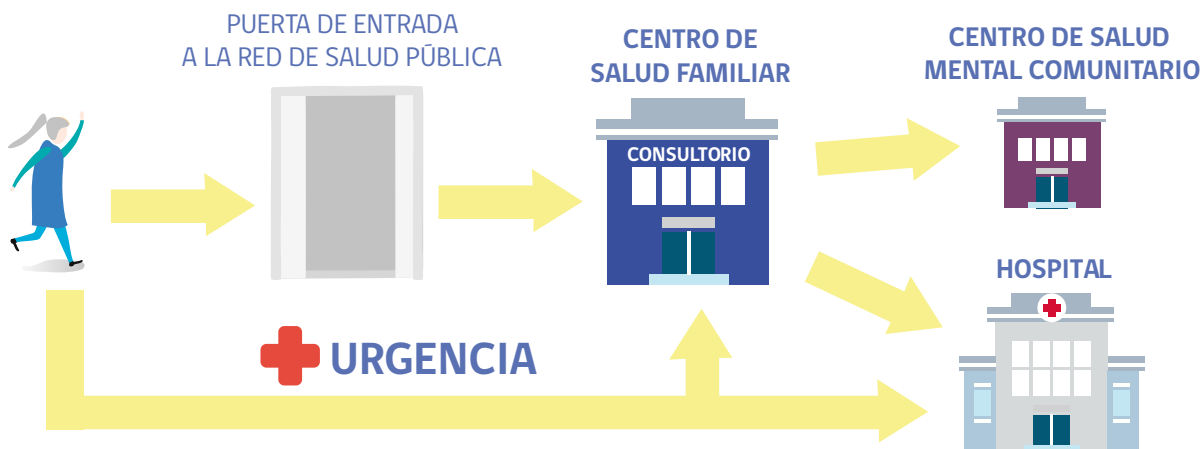 PUERTA DE ENTRADA
A LA RED DE SALUD PÚBLICA
CENTRO DE
SALUD FAMILIAR
CONSULTORIO
CENTRO DE SALUD
MENTAL COMUNITARIO
HOSPITAL
URGENCIA